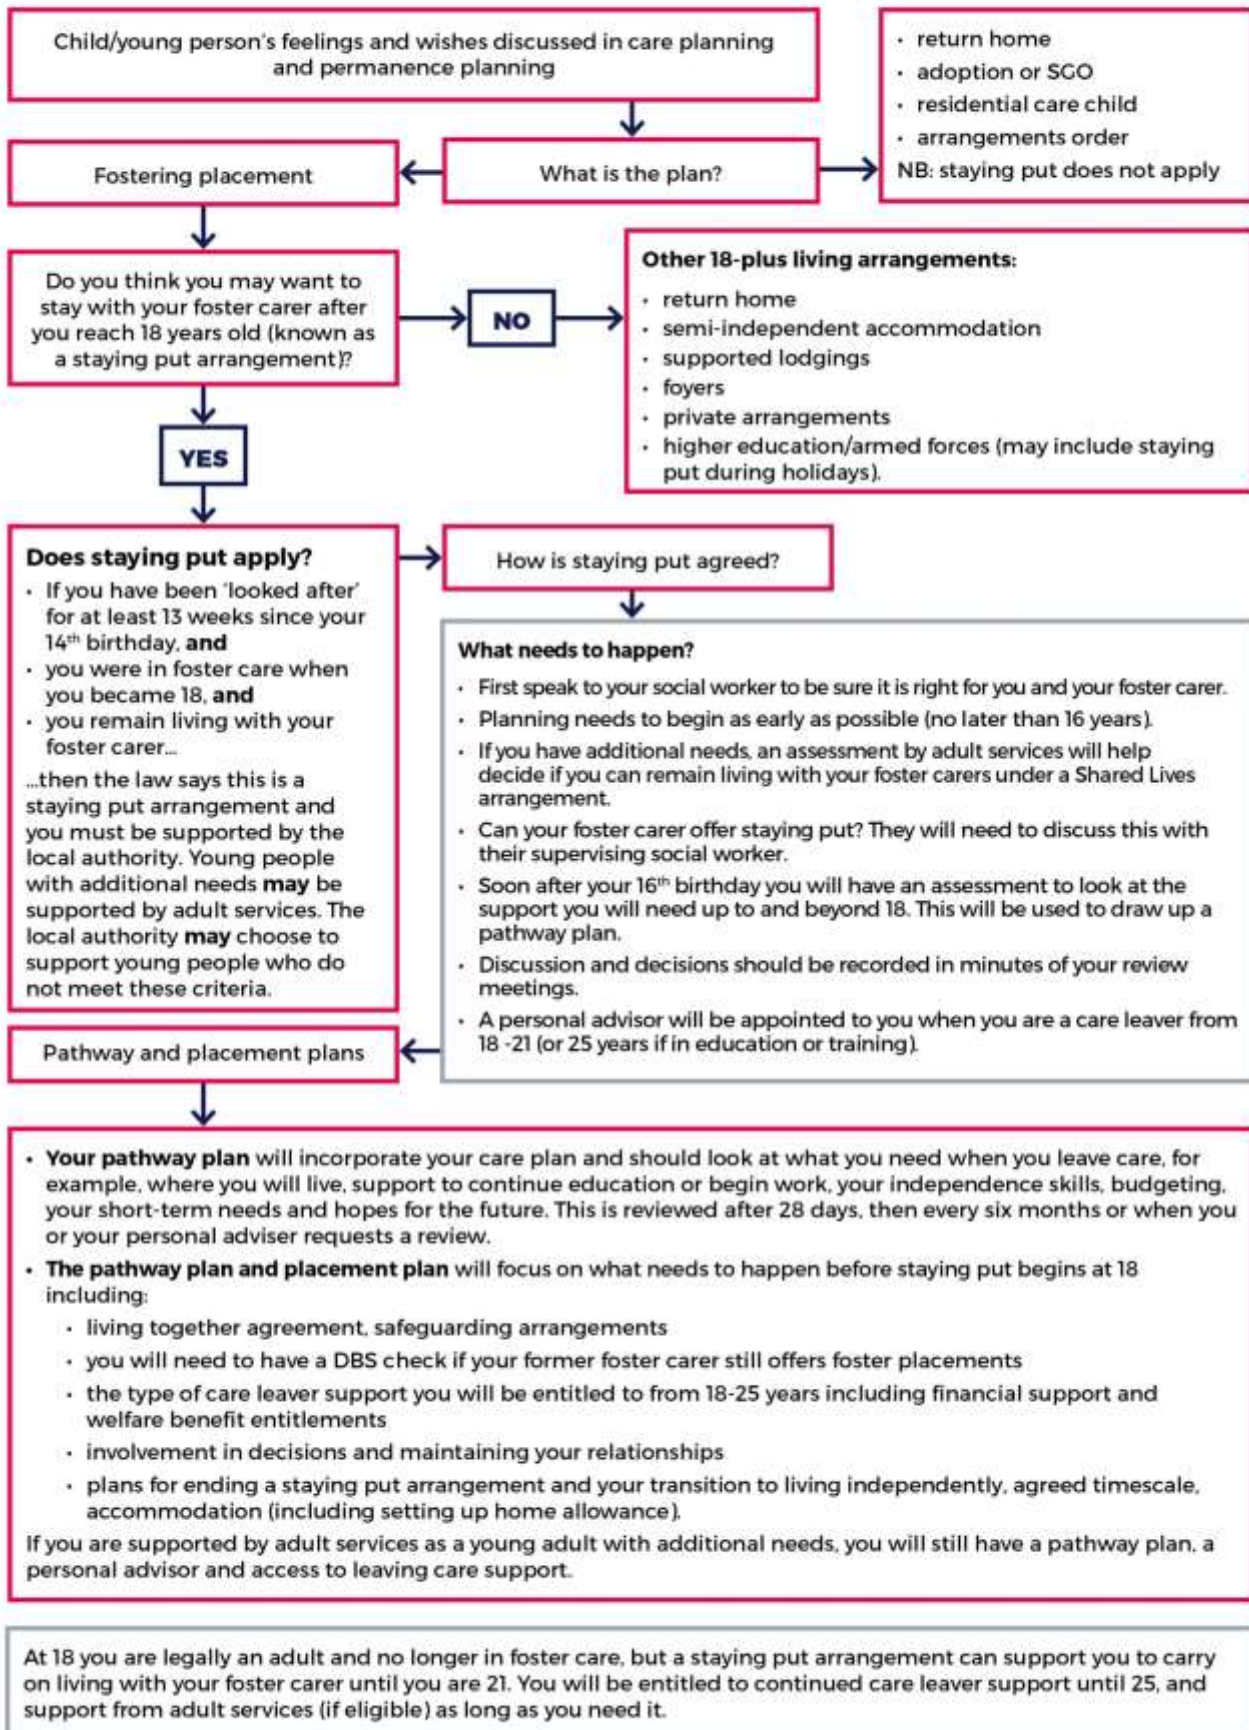 Child/young person's feelings and wishes discussed in care planning
and permanence planning
• return home
• adoption or SGO
• residential care child
• arrangements order
NB: staying put does not apply
What is the plan?
Fostering placement
Do you think you may want to
stay with your foster carer after
you reach 18 years old (known as
a staying put arrangement)?
NO
Other 18-plus living arrangements:
• return home
• semi-independent accommodation
• supported lodgings
• foyers
• private arrangements
• higher education/armed forces (may include staying
put during holidays).
YES
Does staying put apply?
• If you have been 'looked after'
for at least 13 weeks since your
14th birthday, and
• you were in foster care when
you became 18, and
• you remain living with your
foster carer...
...then the law says this is a
staying put arrangement and
you must be supported by the
local authority. Young people
with additional needs may be
supported by adult services. The
local authority may choose to
support young people who do
not meet these criteria.
How is staying put agreed?
What needs to happen?
• First speak to your social worker to be sure it is right for you and your foster carer.
• Planning needs to begin as early as possible (no later than 16 years).
• If you have additional needs, an assessment by adult services will help
decide if you can remain living with your foster carers under a Shared Lives
arrangement.
• Can your foster carer offer staying put? They will need to discuss this with
their supervising social worker.
• Soon after your 16th birthday you will have an assessment to look at the
support you will need up to and beyond 18. This will be used to draw up a
pathway plan.
• Discussion and decisions should be recorded in minutes of your review
meetings.
• A personal advisor will be appointed to you when you are a care leaver from
18 -21 (or 25 years if in education or training).
Pathway and placement plans
• Your pathway plan will incorporate your care plan and should look at what you need when you leave care, for
example, where you will live, support to continue education or begin work, your independence skills, budgeting,
your short-term needs and hopes for the future. This is reviewed after 28 days, then every six months or when you
or your personal adviser requests a review.
• The pathway plan and placement plan will focus on what needs to happen before staying put begins at 18
including:
• living together agreement, safeguarding arrangements
• you will need to have a DBS check if your former foster carer still offers foster placements
• the type of care leaver support you will be entitled to from 18-25 years including financial support and
welfare benefit entitlements
• involvement in decisions and maintaining your relationships
• plans for ending a staying put arrangement and your transition to living independently, agreed timescale,
accommodation (including setting up home allowance).
If you are supported by adult services as a young adult with additional needs, you will still have a pathway plan, a
personal advisor and access to leaving care support.
At 18 you are legally an adult and no longer in foster care, but a staying put arrangement can support you to carry
on living with your foster carer until you are 21. You will be entitled to continued care leaver support until 25, and
support from adult services (if eligible) as long as you need it.